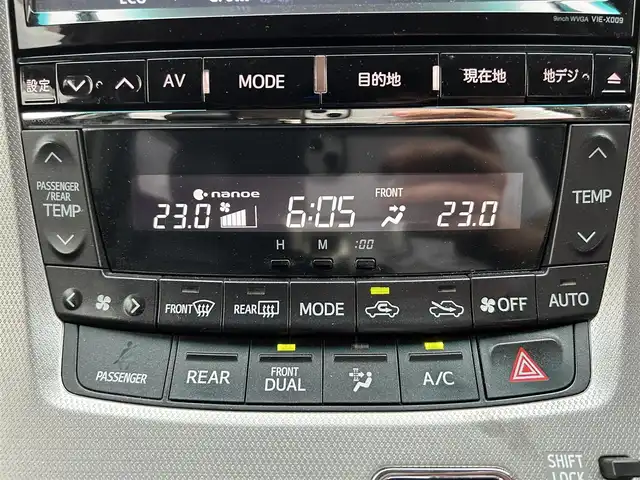 9inch WVGA VIE-X009
設定 AV MODE 目的地 現在地 地デジ
PASSENGER
/REAR
TEMP
nanoe
FRONT
23.0 6:05 23.0
TEMP
H M :00
FRONT REAR MODE OFF AUTO
PASSENGER REAR FRONT
DUAL A/C
SHIFT
LOCK